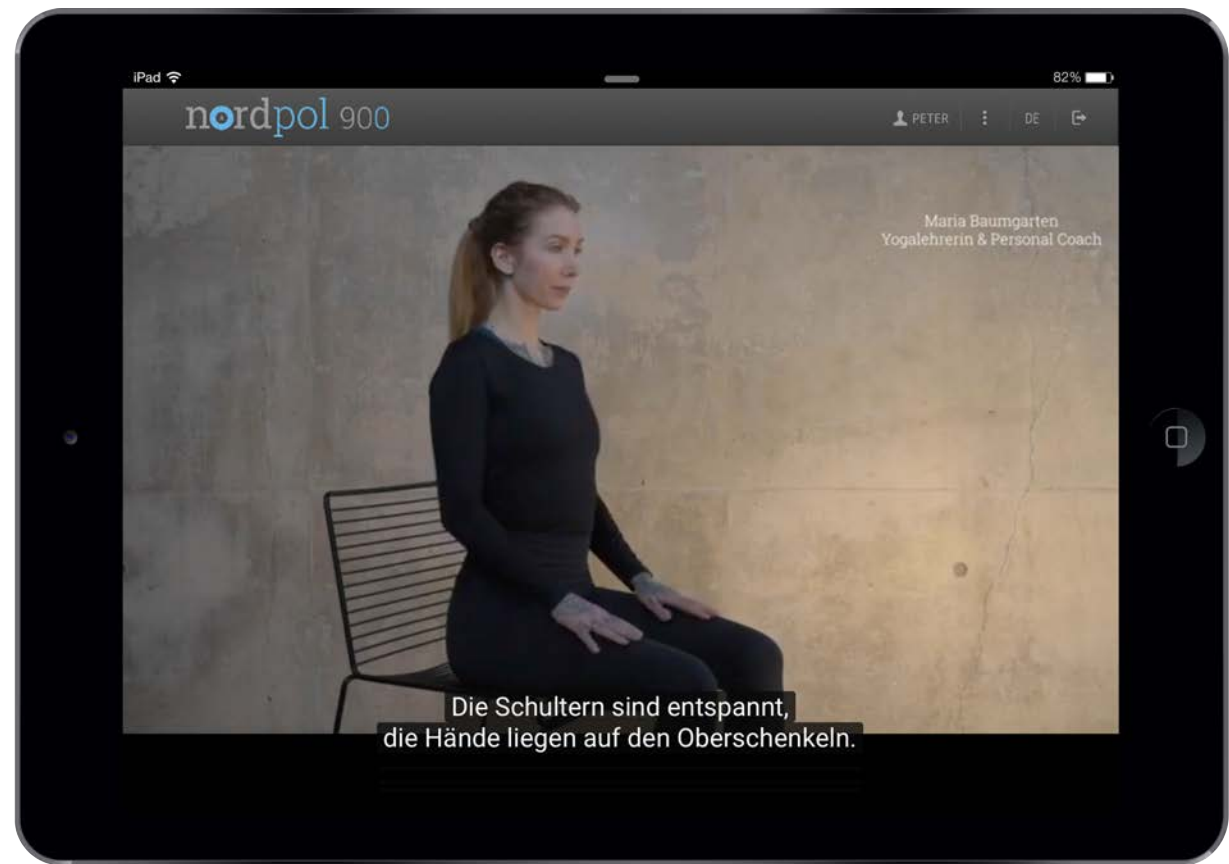 iPad
82%
nordpol 900
PETER
DE
Maria Baumgarten
Yogalehrerin & Personal Coach
Die Schultern sind entspannt,
die Hände liegen auf den Oberschenkeln.